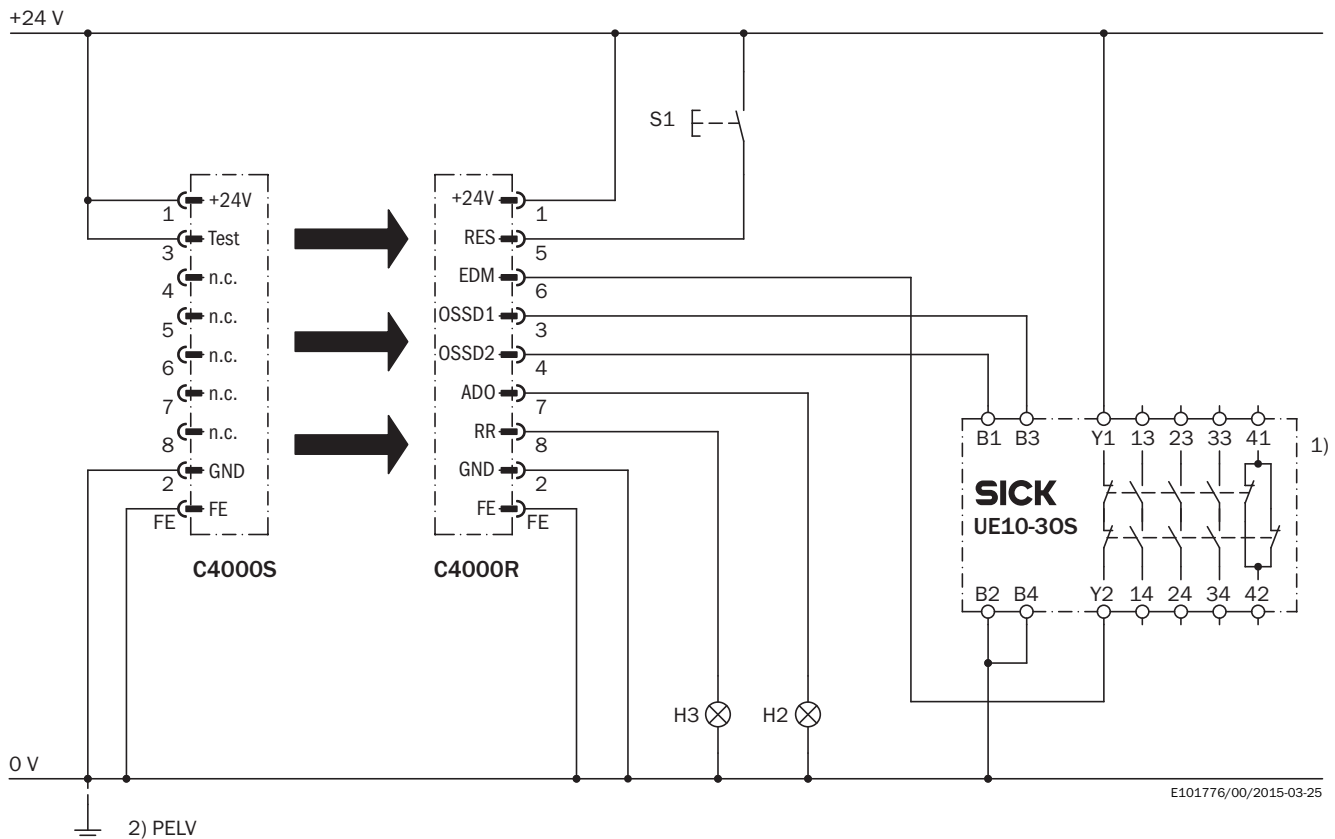 +24 V
S1
1 +24V
3 Test
4 n.c.
5 n.c.
6 n.c.
7 n.c.
8 n.c.
2 GND
FE FE
C4000S
+24V 1
RES 5
EDM 6
OSSD1 3
OSSD2 4
ADO 7
RR 8
GND 2
FE FE
C4000R
B1 B3 Y1 13 23 33 41
1)
SICK
UE10-30S
B2 B4 Y2 14 24 34 42
H3 H2
0 V
E101776/00/2015-03-25
2) PELV